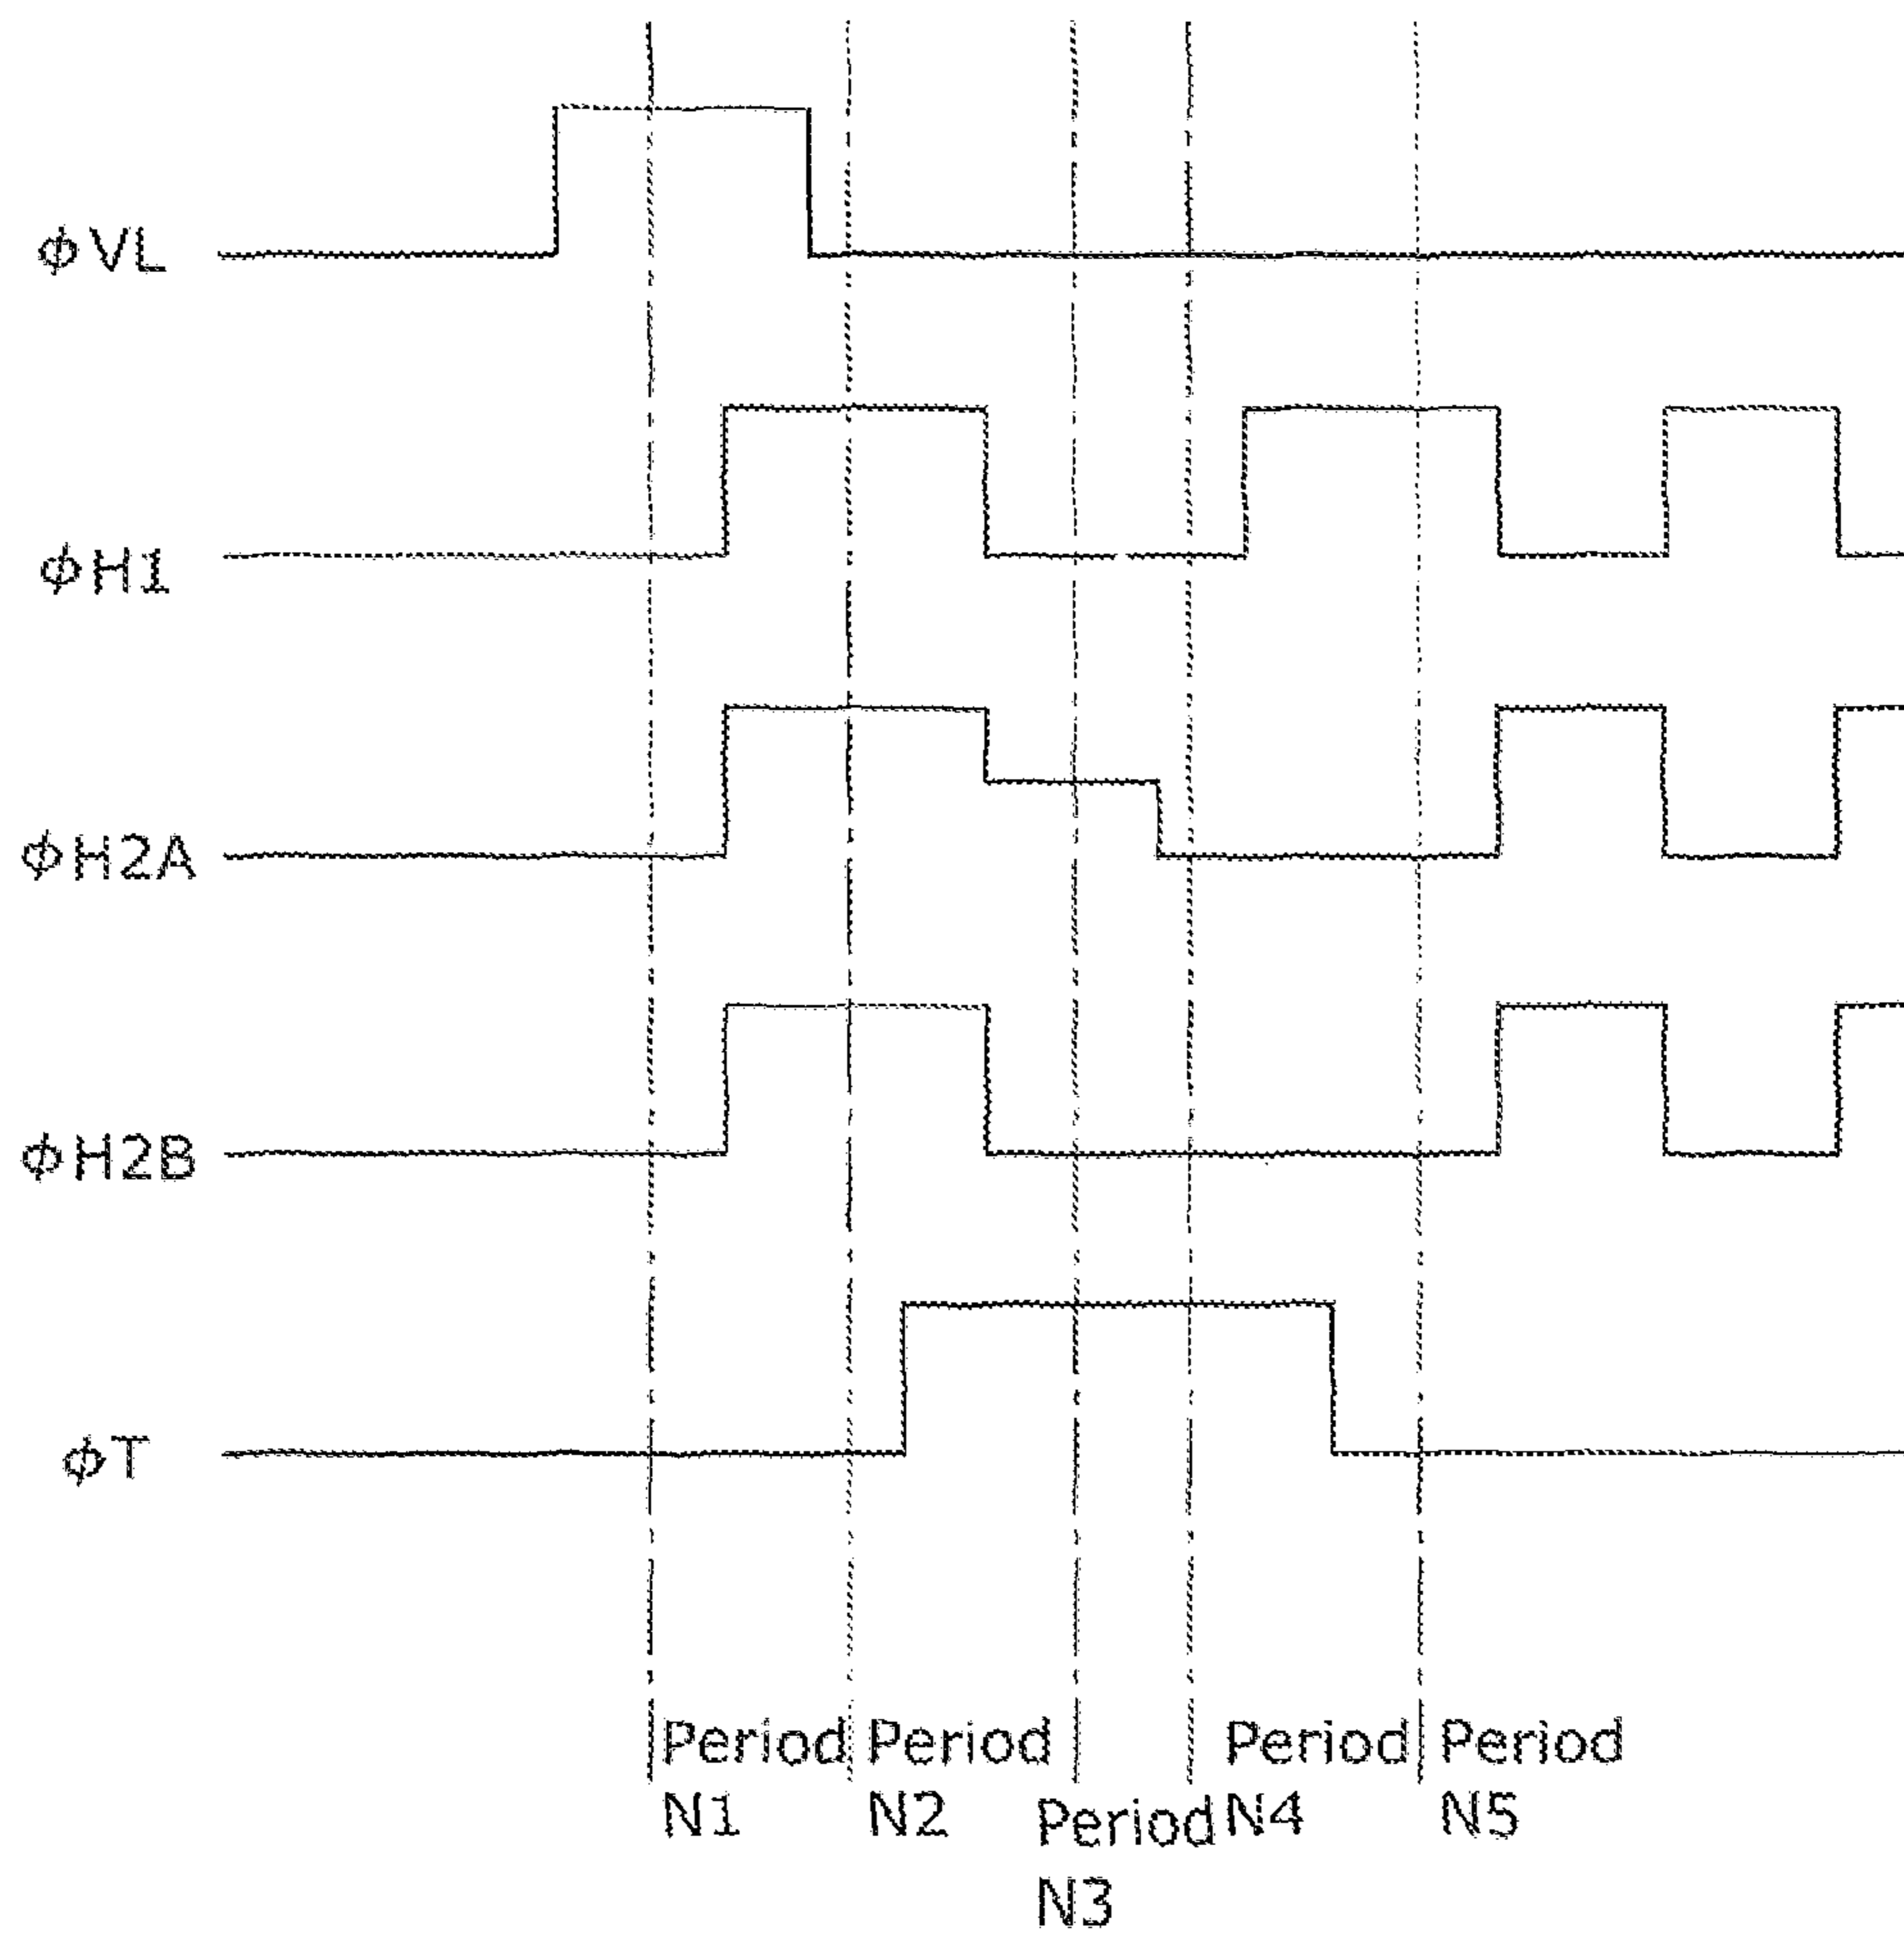 ϕVL
ϕH1
ϕH2A
ϕH2B
ϕT
Period N1
Period N2
Period N3
Period N4
Period N5